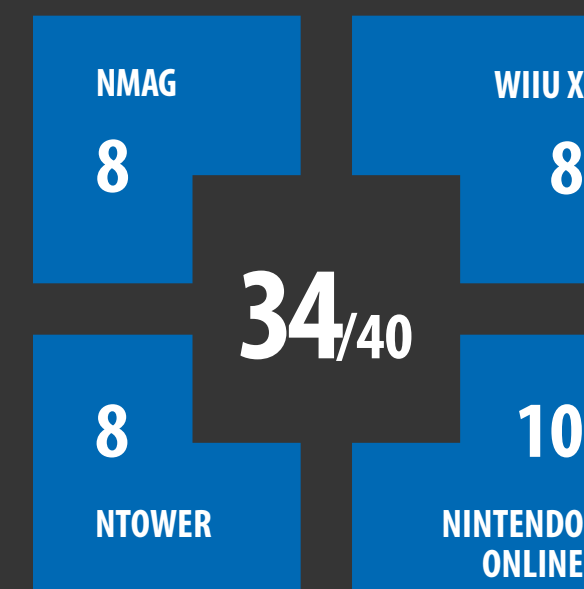 NMAG
8
WIIU X
8
34/40
8
NTOWER
10
NINTENDO
ONLINE